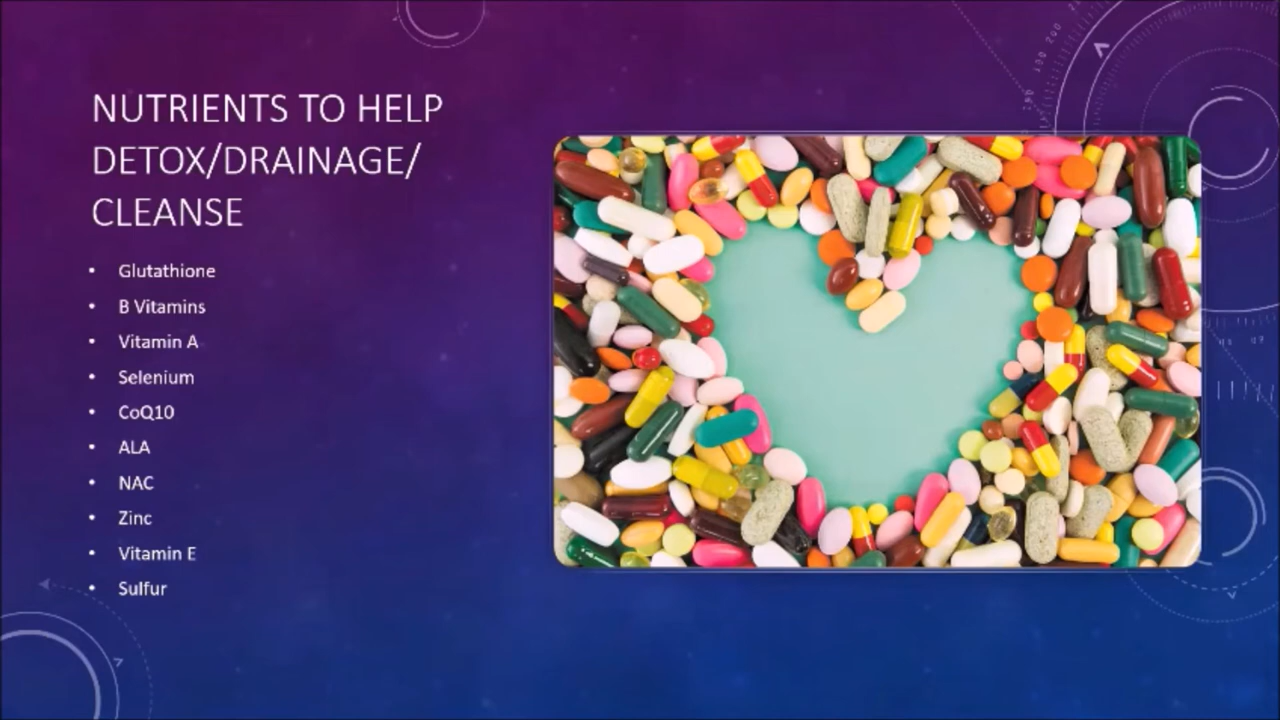 NUTRIENTS TO HELP
DETOX/DRAINAGE/
CLEANSE
• Glutathione
• B Vitamins
• Vitamin A
• Selenium
• CoQ10
• ALA
• NAC
• Zinc
• Vitamin E
• Sulfur